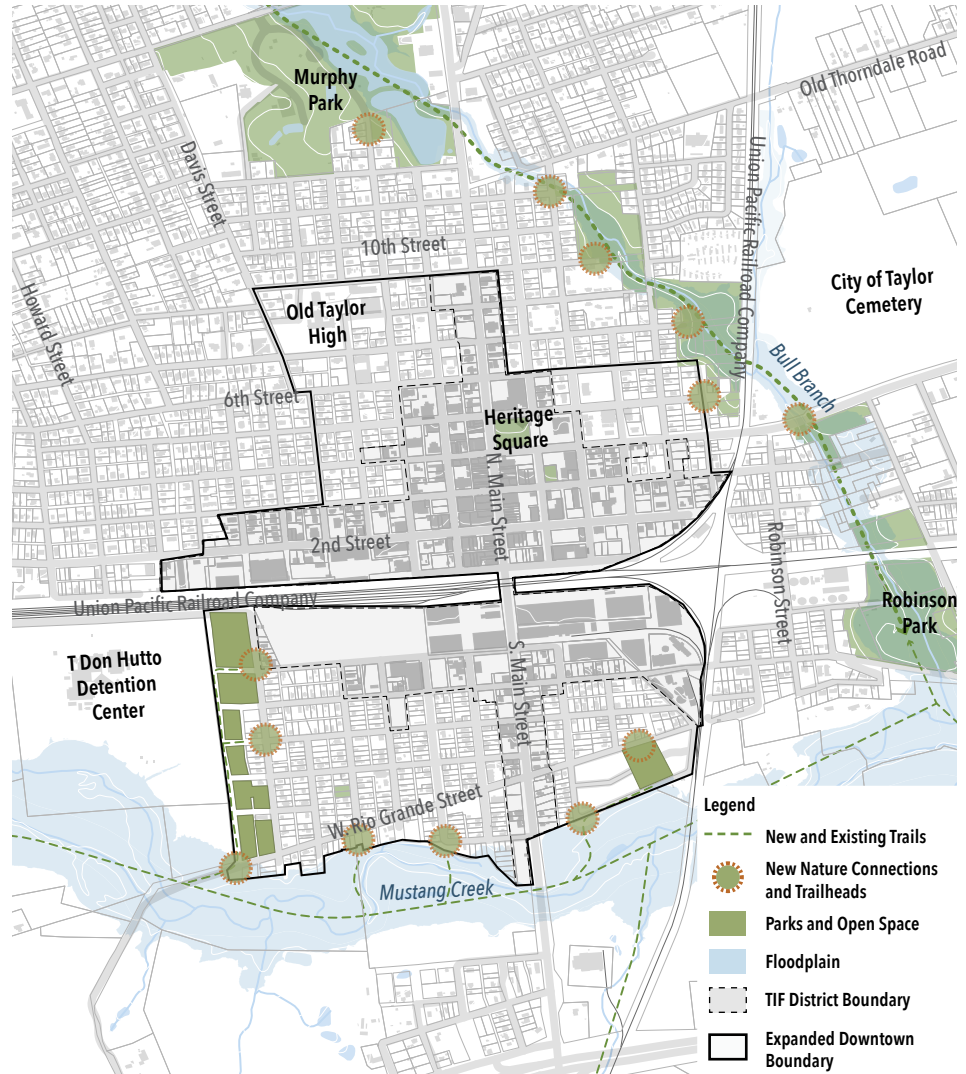 Murphy
Park
Old Thorndale Road
Davis Street
Union Pacific Railroad Company
10th Street
City of Taylor
Cemetery
Howard Street
Old Taylor
High
Bull Branch
6th Street
Heritage
Square
N. Main Street
2nd Street
Robinson Street
Union Pacific Railroad Company
Robinson
Park
T Don Hutto
Detention
Center
S. Main Street
W. Rio Grande Street
Mustang Creek
Legend
New and Existing Trails
New Nature Connections
and Trailheads
Parks and Open Space
Floodplain
TIF District Boundary
Expanded Downtown
Boundary